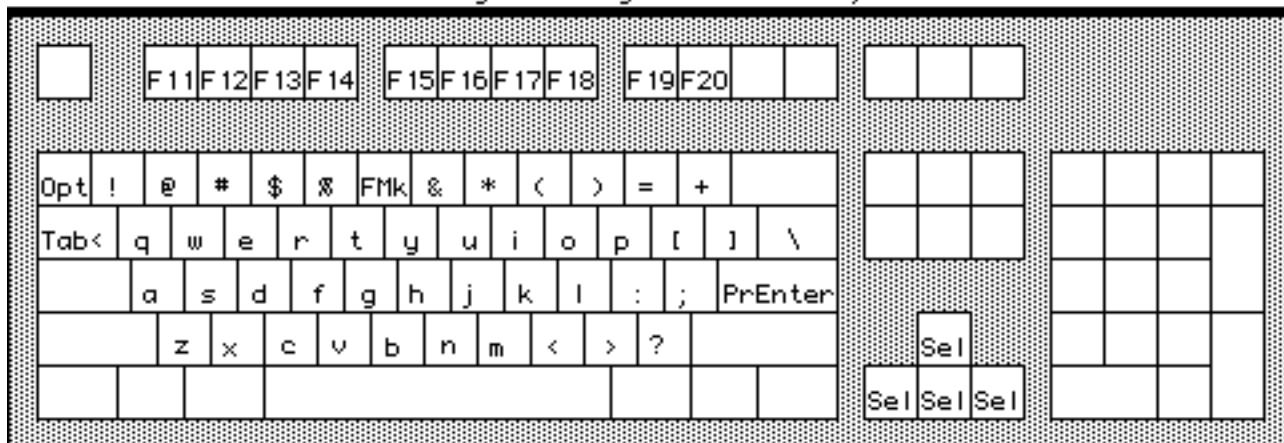 F11 F12 F13 F14 F15 F16 F17 F18 F19 F20
Opt ! @ # $ % FMk & * ( ) = +
Tab< q w e r t y u i o p [ ] \
a s d f g h j k l : ; PrEnter
z x c v b n m < > ? Sel
Sel Sel Sel